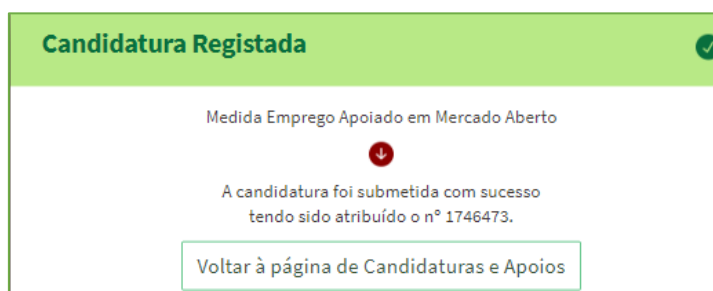 Candidatura Registada
Medida Emprego Apoiado em Mercado Aberto
A candidatura foi submetida com sucesso
tendo sido atribuído o nº 1746473.
Voltar à página de Candidaturas e Apoios